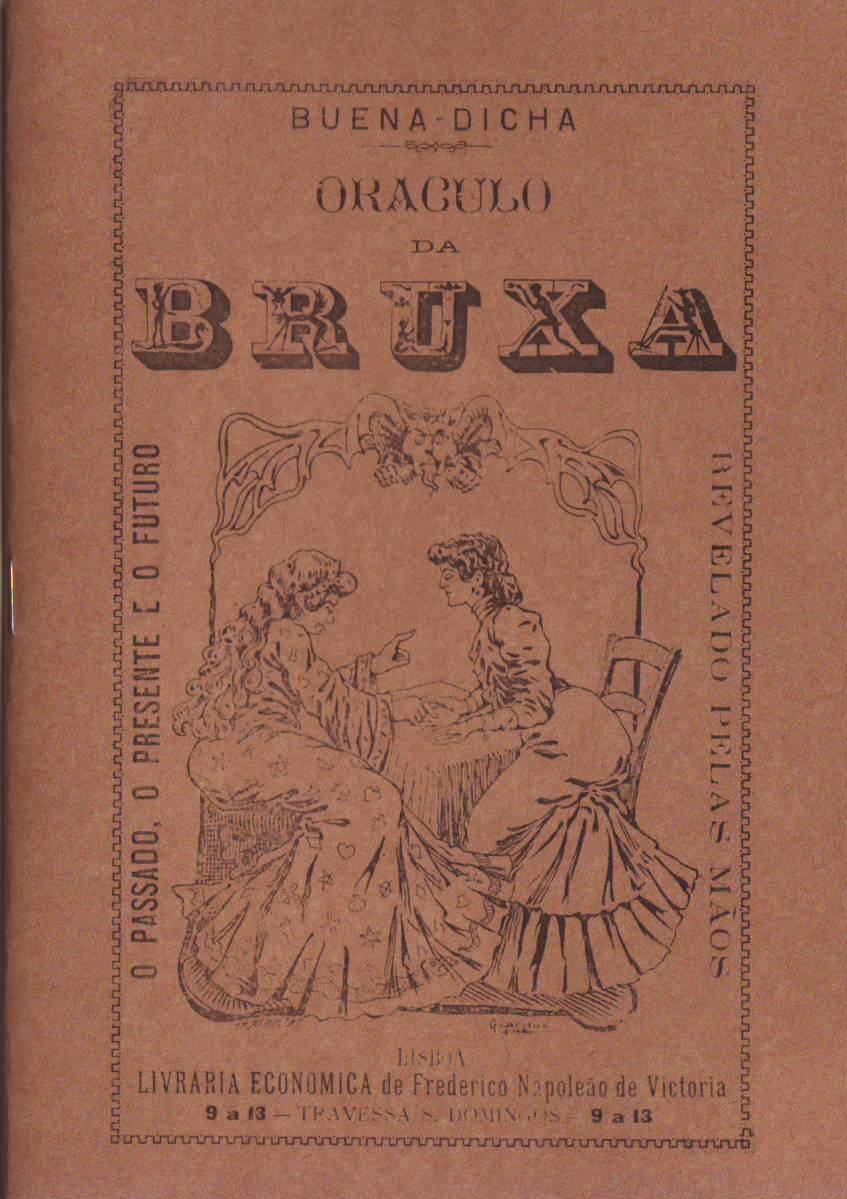 BUENA-DICHA
ORACULO
DA
BRUXA
O PASSADO, O PRESENTE E O FUTURO
REVELADO PELAS MÃOS
LISBOA
LIVRARIA ECONOMICA de Frederico Napoleão de Victoria
9 a 13 — TRAVESSA S. DOMINGOS — 9 a 13